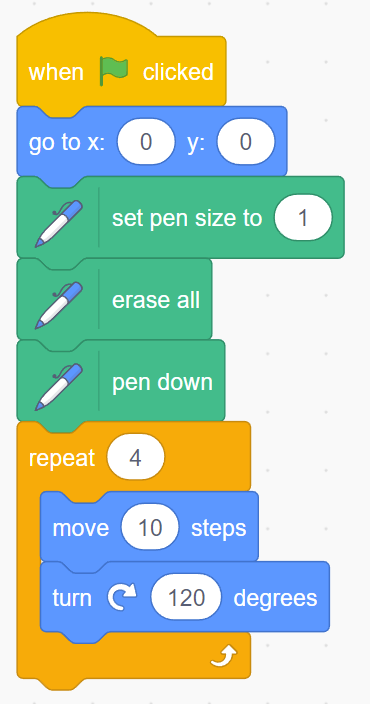 when clicked
go to x: 0 y: 0
set pen size to 1
erase all
pen down
repeat 4
move 10 steps
turn 120 degrees